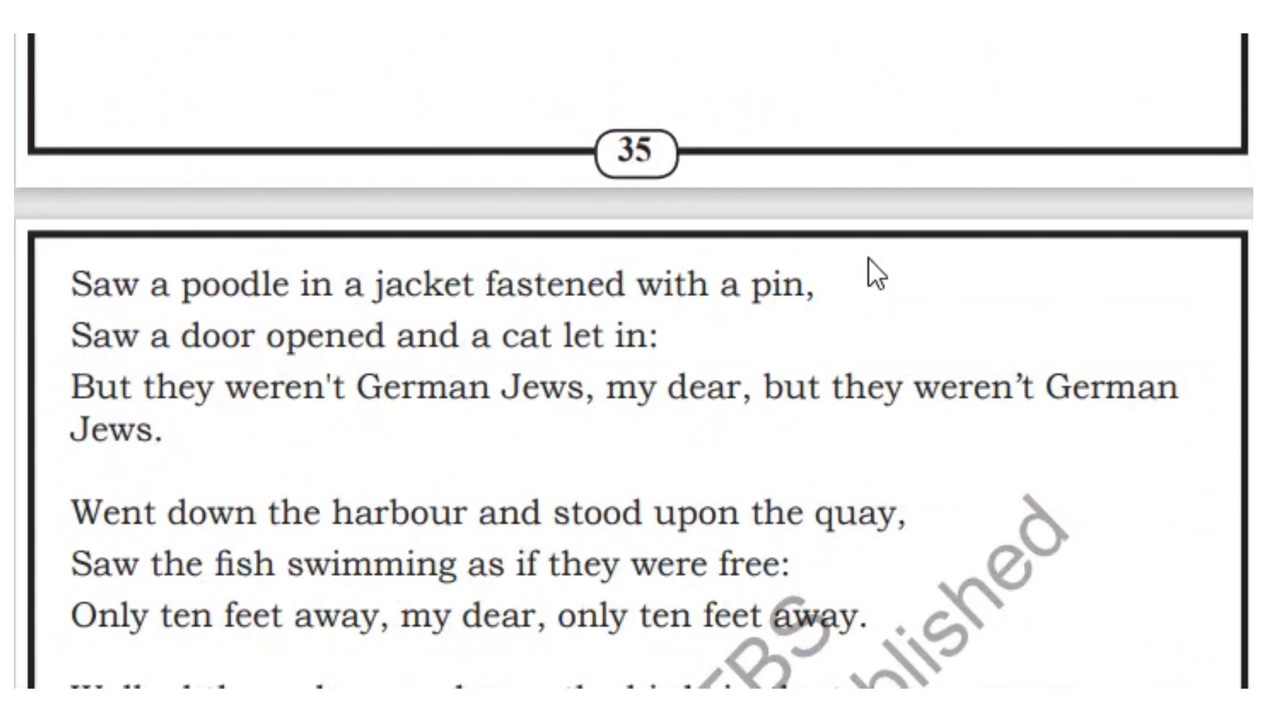 35
Saw a poodle in a jacket fastened with a pin,
Saw a door opened and a cat let in:
But they weren't German Jews, my dear, but they weren’t German
Jews.
Went down the harbour and stood upon the quay,
Saw the fish swimming as if they were free:
Only ten feet away, my dear, only ten feet away.